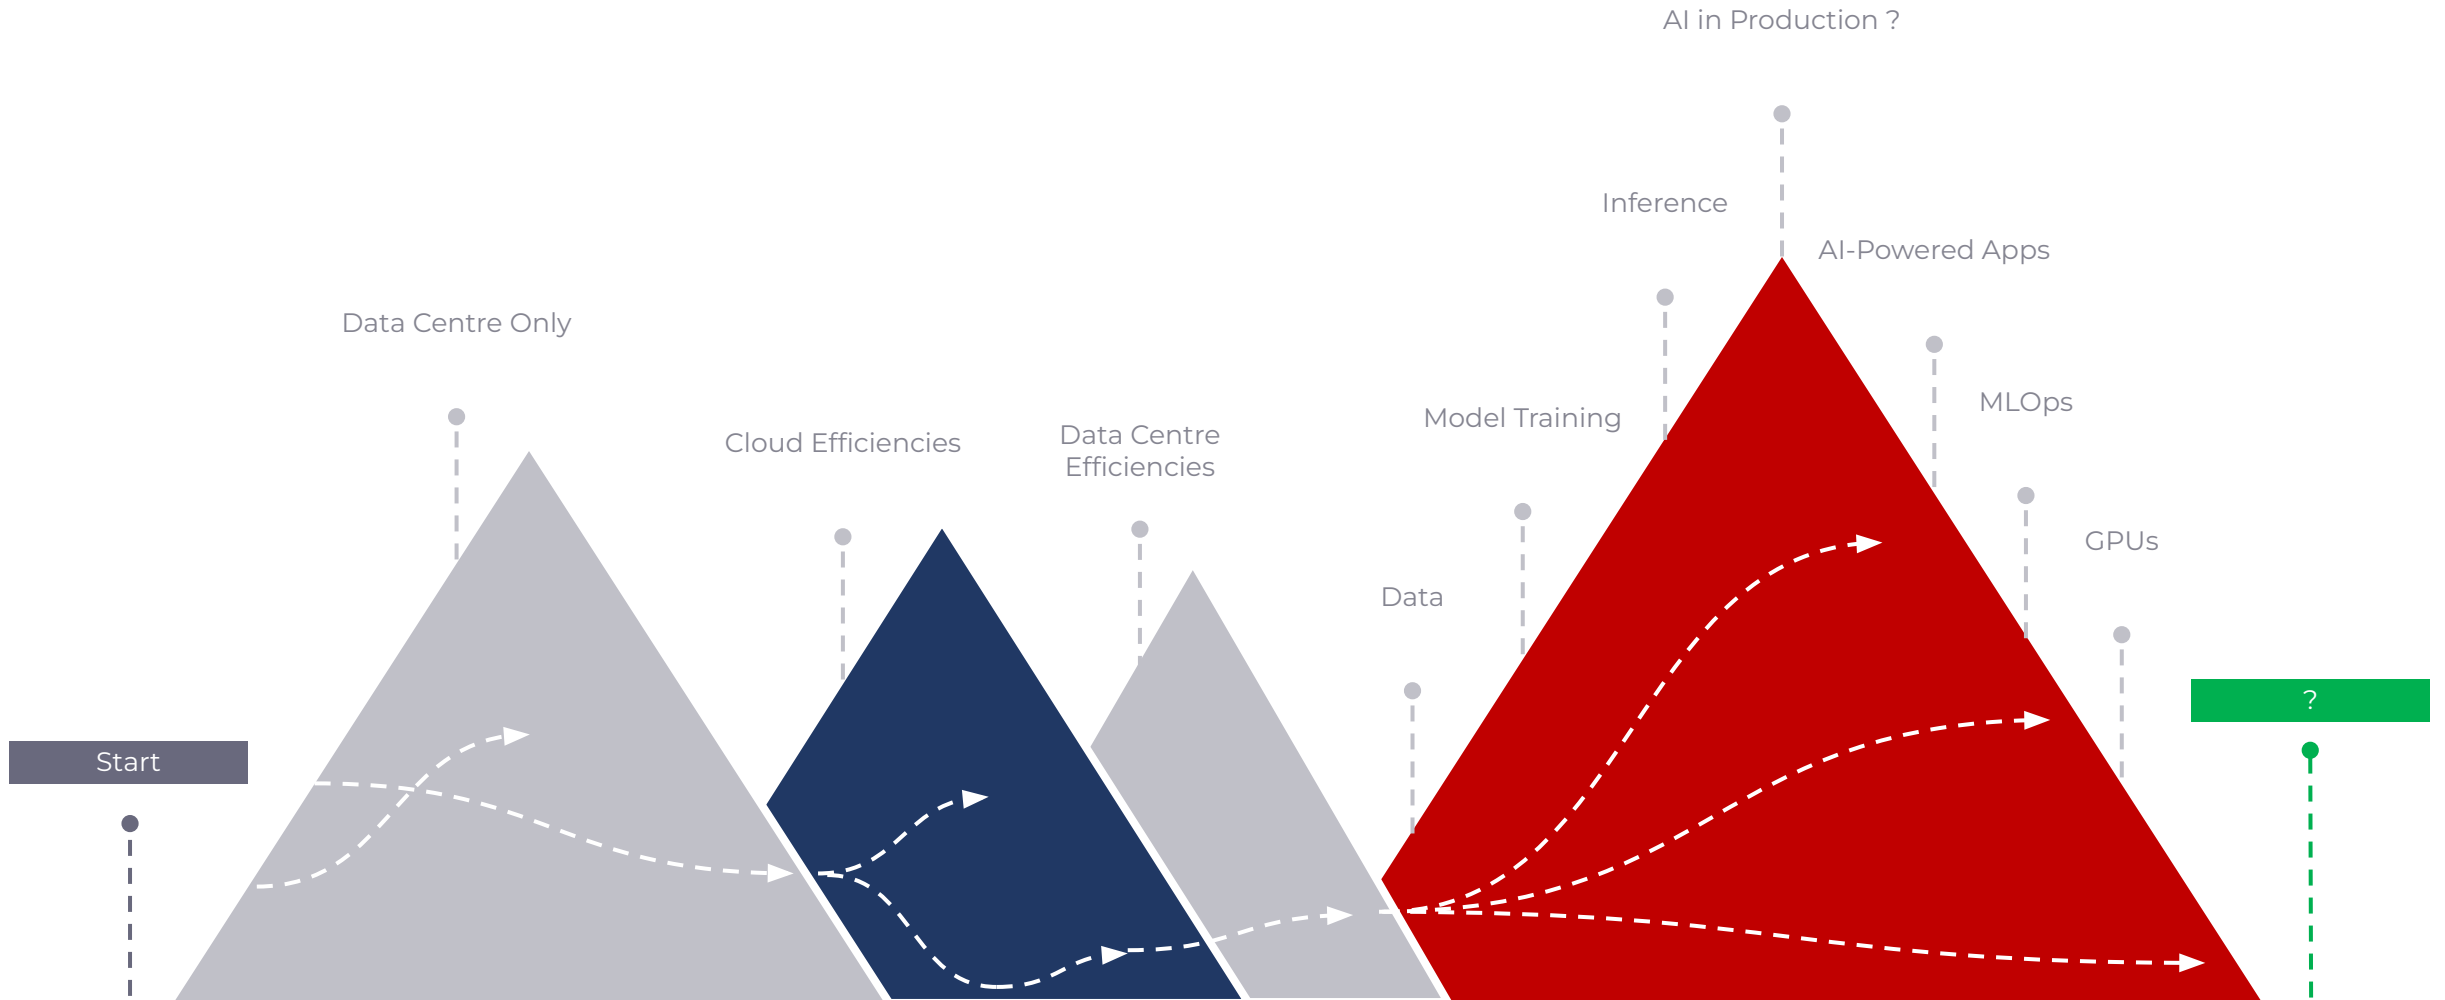 AI in Production ?
Inference
AI-Powered Apps
Data Centre Only
MLOps
Model Training
Cloud Efficiencies
Data Centre
Efficiencies
GPUs
Data
?
Start